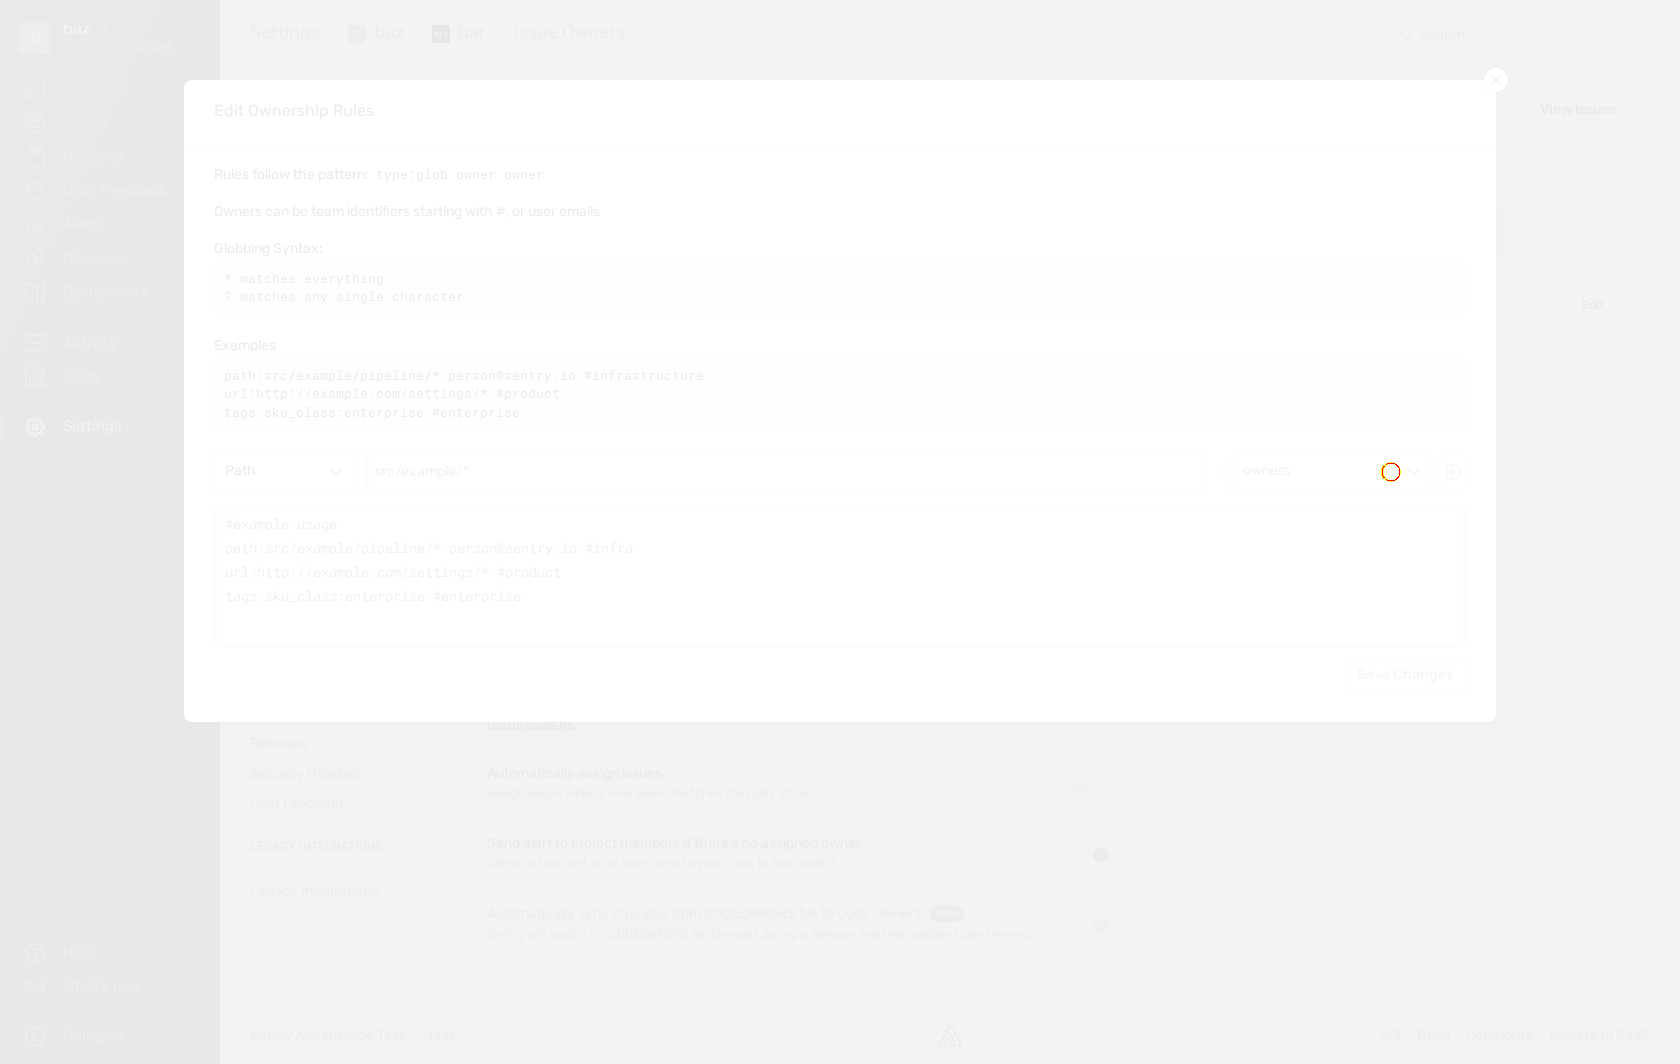 B
baz
Projects
Issues
Releases
User Feedback
Alerts
Discover
Dashboards
Activity
Stats
Settings
Help
What's new
Collapse
Settings baz bar Issue Owners
Search
View Issues
Edit
Edit Ownership Rules
Rules follow the pattern: type:glob owner owner
Owners can be team identifiers starting with #, or user emails
Globbing Syntax:
* matches everything
? matches any single character
Examples
path:src/example/pipeline/* person@sentry.io #infrastructure
url:http://example.com/settings/* #product
tags.sku_class:enterprise #enterprise
Path
src/example/*
owners
#example usage
path:src/example/pipeline/* person@sentry.io #infra
url:http://example.com/settings/* #product
tags.sku_class:enterprise #enterprise
Save Changes
Releases
Security Headers
User Feedback
LEGACY INTEGRATIONS
Legacy Integrations
ISSUE OWNERS
Automatically assign issues
Assign issues when a new event matches the rules above.
Send alert to project members if there's no assigned owner
Alerts will be sent to all users who have access to this project.
Automatically sync changes from CODEOWNERS file to Code Owners
Sentry will watch for CODEOWNERS file changes during a Release and then update Code Owners.
Sentry Acceptance Test test
API Docs Contribute Migrate to SaaS